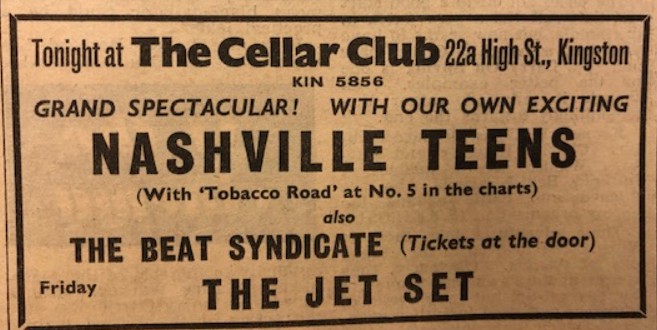 Tonight at The Cellar Club 22a High St., Kingston
KIN 5856
GRAND SPECTACULAR! WITH OUR OWN EXCITING
NASHVILLE TEENS
(With ‘Tobacco Road’ at No. 5 in the charts)
also
THE BEAT SYNDICATE (Tickets at the door)
Friday THE JET SET